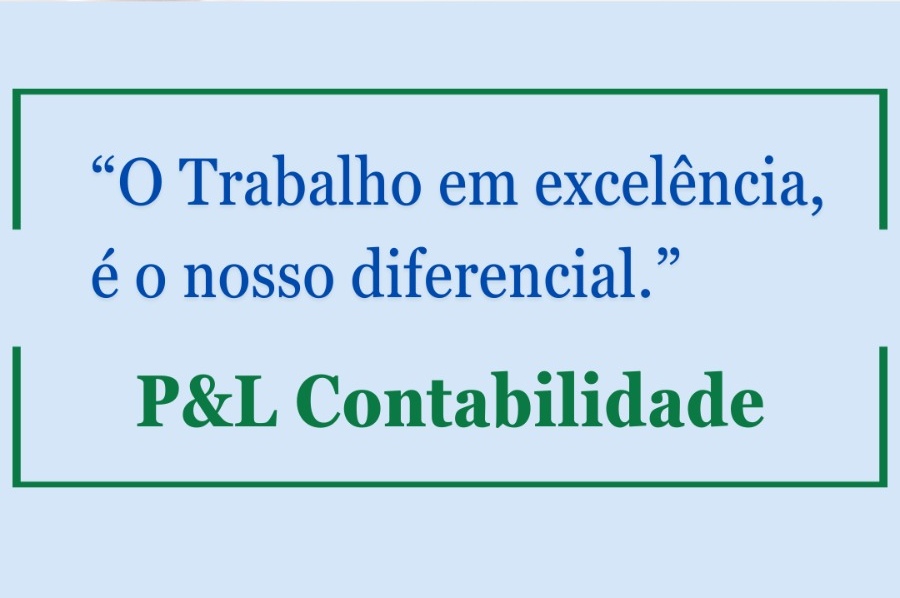 “O Trabalho em excelência,
é o nosso diferencial.”
P&L Contabilidade